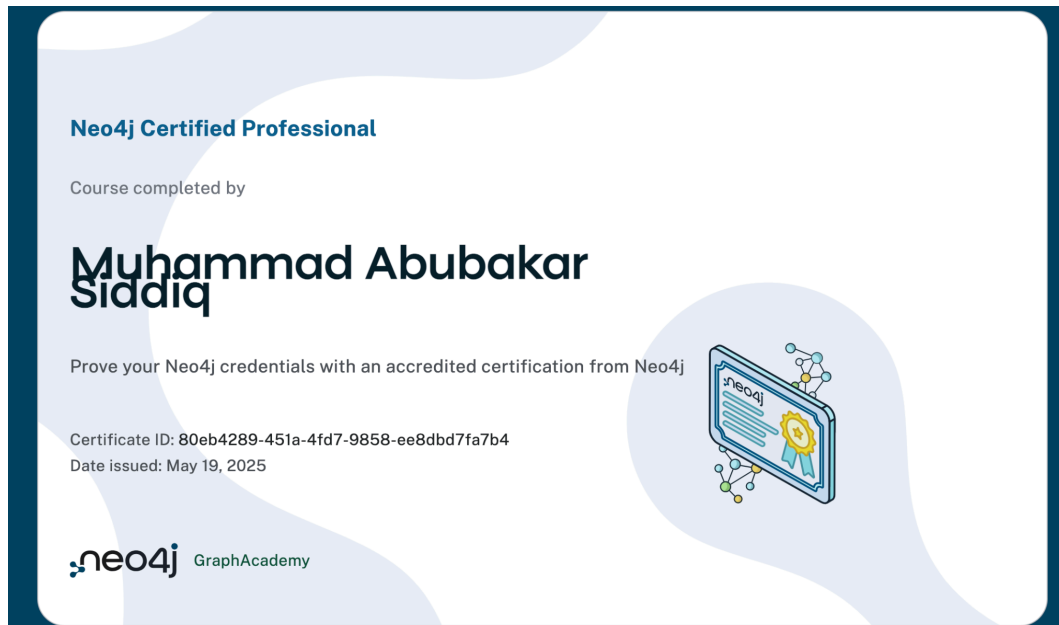 Neo4j Certified Professional
Course completed by
Muhammad Abubakar
Siddiq
Prove your Neo4j credentials with an accredited certification from Neo4j
:neo4j
Certificate ID: 80eb4289-451a-4fd7-9858-ee8dbd7fa7b4
Date issued: May 19, 2025
neo4j GraphAcademy